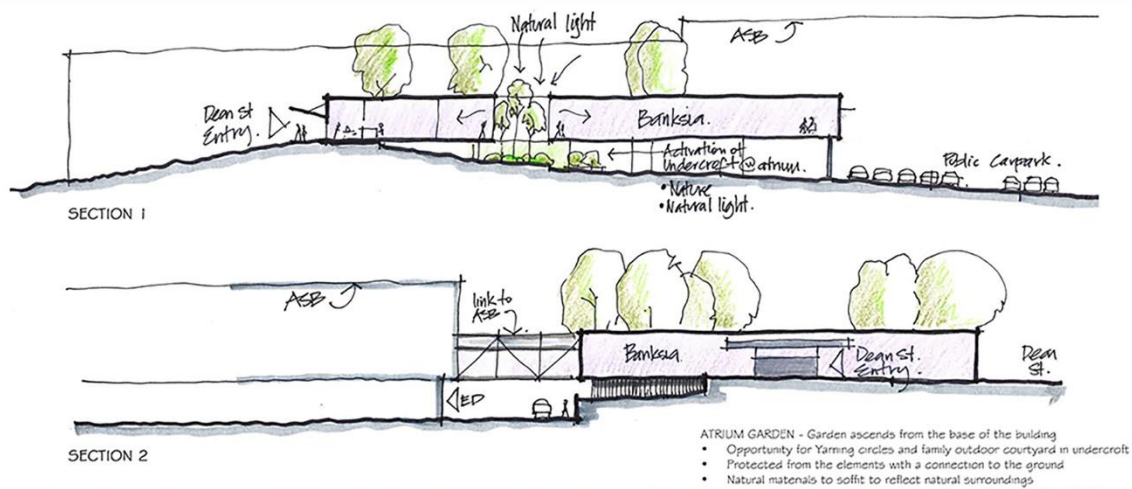 Natural light
ASB
Dean St
Entry.
Banksia.
Activation of
undercroft @ atrium.
• Nature
• Natural light.
Public Carpark.
SECTION 1
ASB
link to
ASB
Banksia
Dean St.
Entry.
Dean
St.
ED
SECTION 2
ATRIUM GARDEN - Garden ascends from the base of the building
• Opportunity for Yarning circles and family outdoor courtyard in undercroft
• Protected from the elements with a connection to the ground
• Natural materials to soffit to reflect natural surroundings